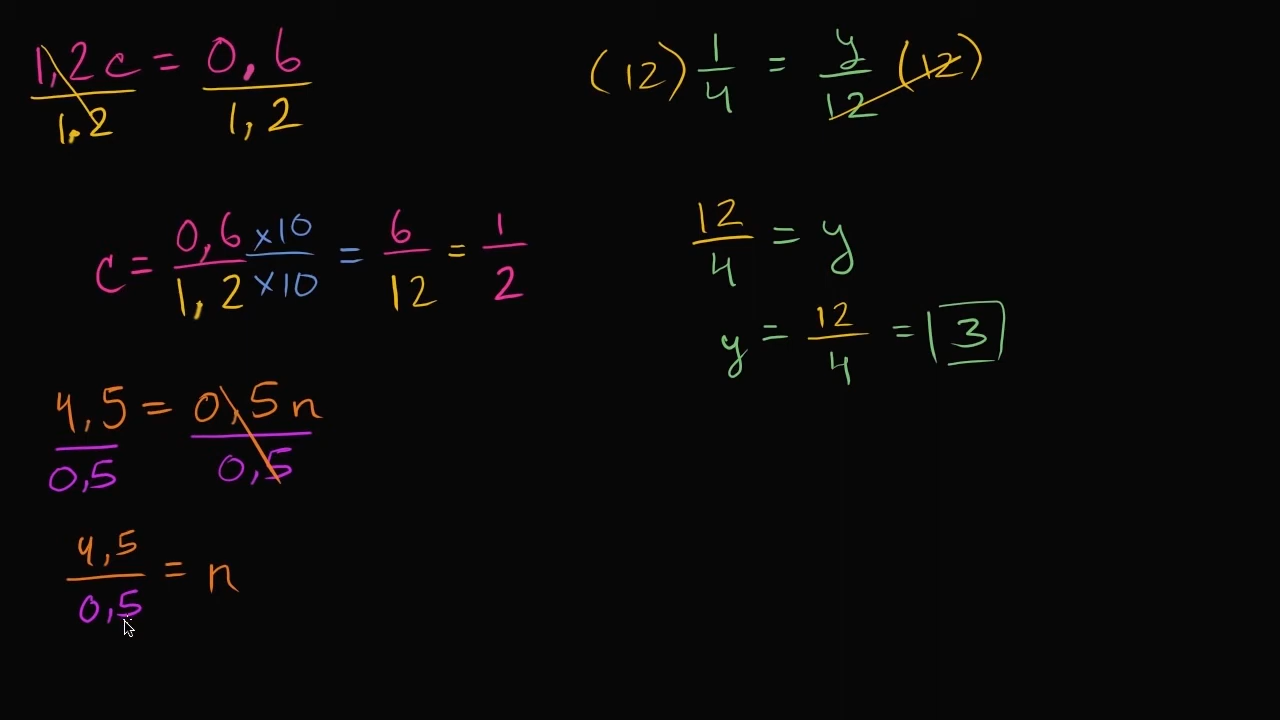 1,2c/1,2 = 0,6/1,2
c = 0,6/1,2 ×10/×10 = 6/12 = 1/2
4,5/0,5 = 0,5n/0,5
4,5/0,5 = n
(12) 1/4 = y/12 (12)
12/4 = y
y = 12/4 = 3